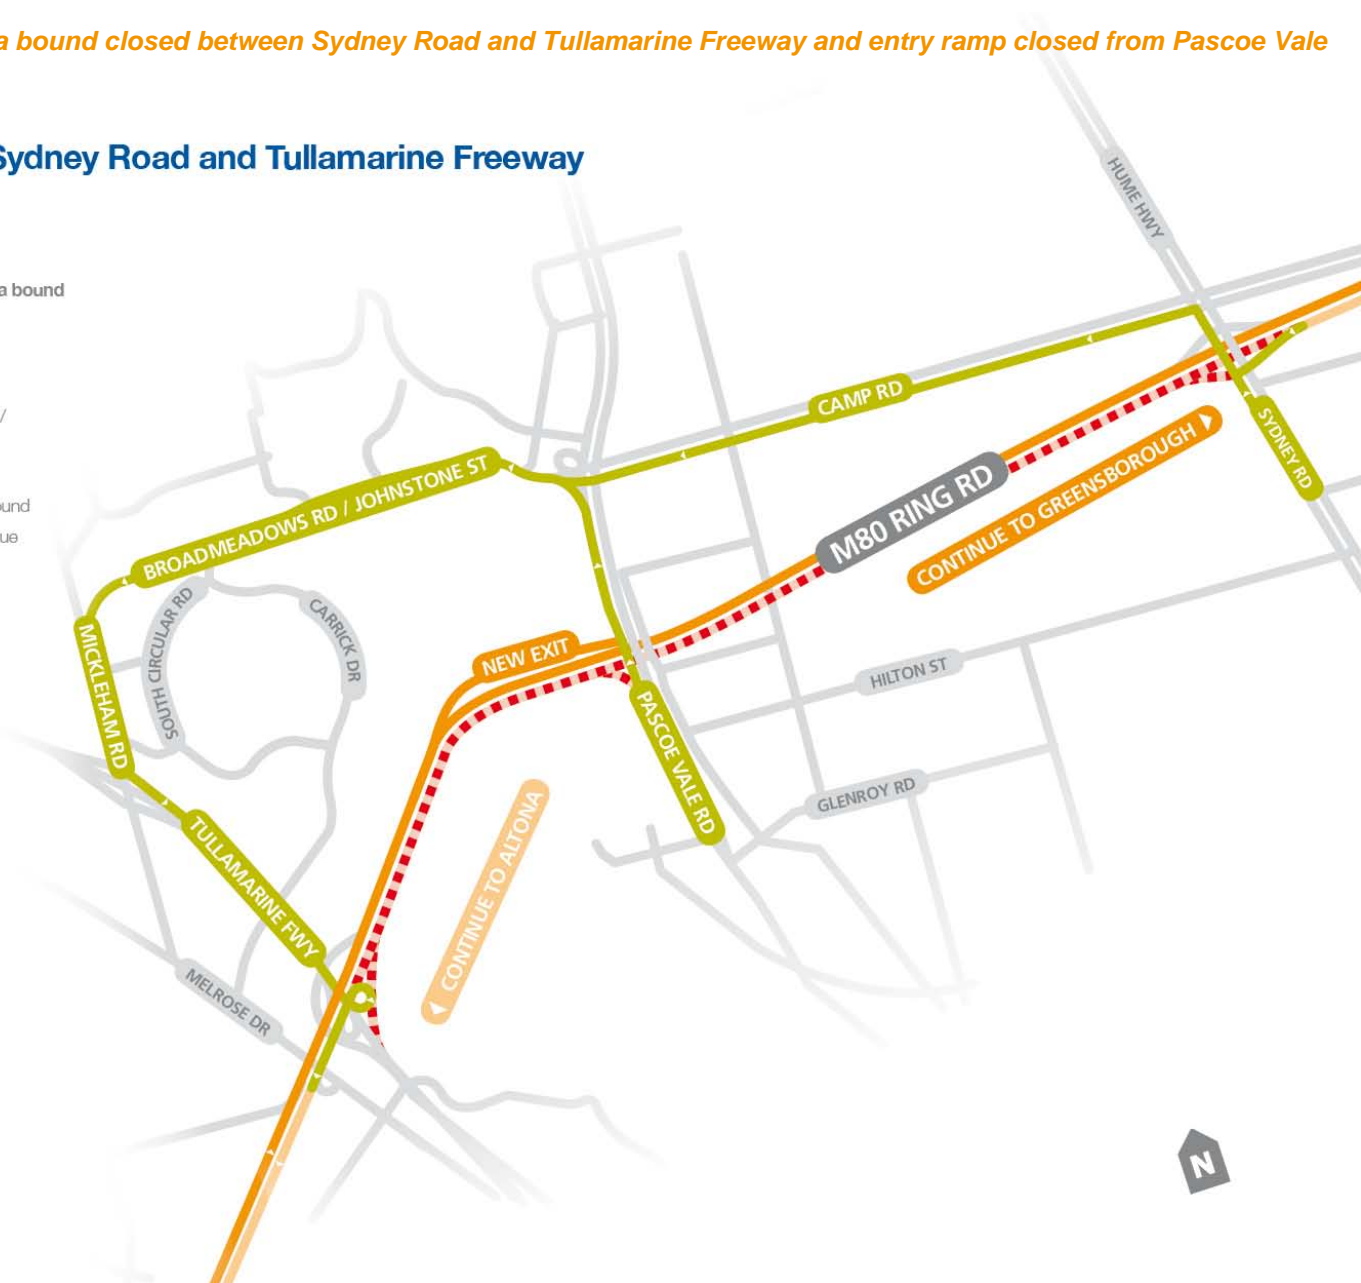 a bound closed between Sydney Road and Tullamarine Freeway and entry ramp closed from Pascoe Vale
Sydney Road and Tullamarine Freeway
a bound
/
ound
ue
HUME HWY
CAMP RD
SYDNEY RD
BROADMEADOWS RD / JOHNSTONE ST
M80 RING RD
CONTINUE TO GREENSBOROUGH
SOUTH CIRCULAR RD
CARRICK DR
MICKLEHAM RD
NEW EXIT
HILTON ST
PASCOE VALE RD
GLENROY RD
TULLAMARINE FWY
CONTINUE TO ALTONA
MELROSE DR
N